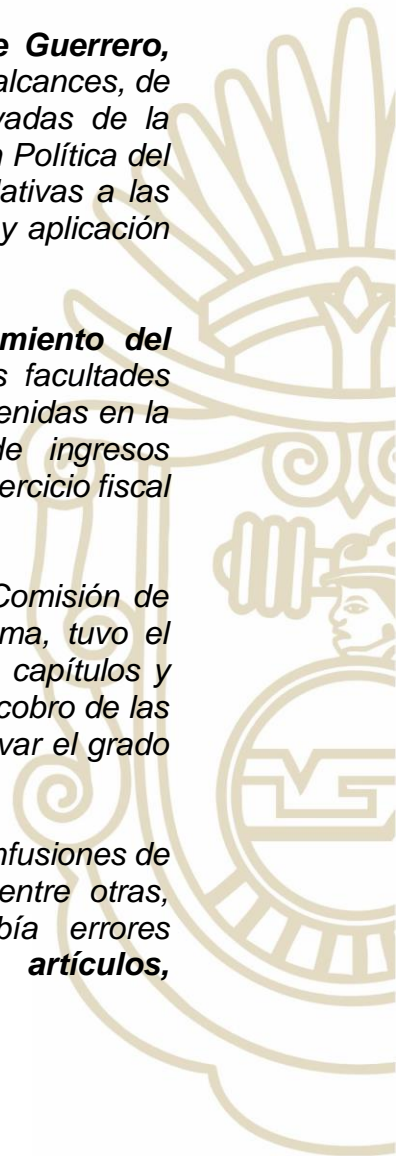 e Guerrero,
alcances, de
vadas de la
n Política del
lativas a las
y aplicación
miento del
s facultades
enidas en la
de ingresos
ercicio fiscal
Comisión de
ma, tuvo el
capítulos y
cobro de las
var el grado
nfusiones de
entre otras,
bía errores
artículos,